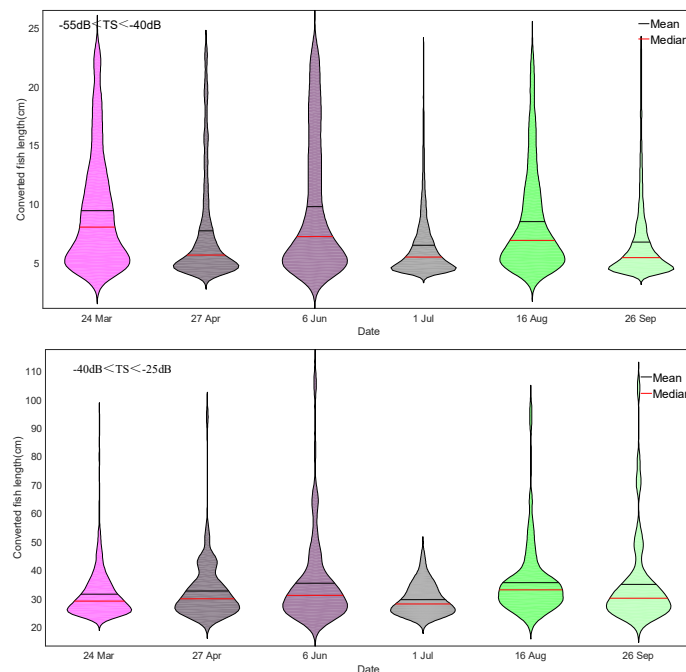 -55dB＜TS＜-40dB
Mean
Median
25
20
15
10
5
Converted fish length(cm)
24 Mar 27 Apr 6 Jun 1 Jul 16 Aug 26 Sep
Date
-40dB＜TS＜-25dB
Mean
Median
110
100
90
80
70
60
50
40
30
20
Converted fish length(cm)
24 Mar 27 Apr 6 Jun 1 Jul 16 Aug 26 Sep
Date